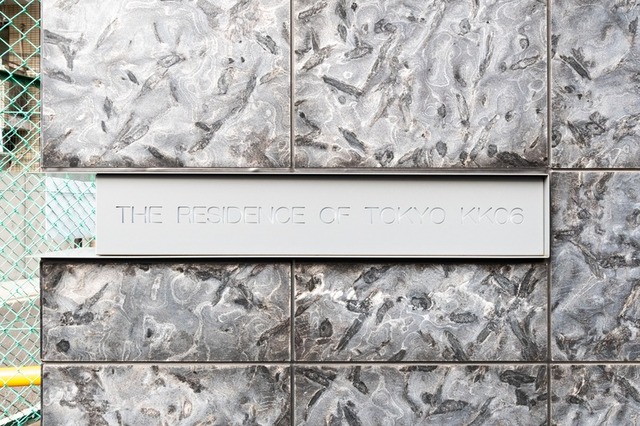 THE RESIDENCE OF TOKYO KK06